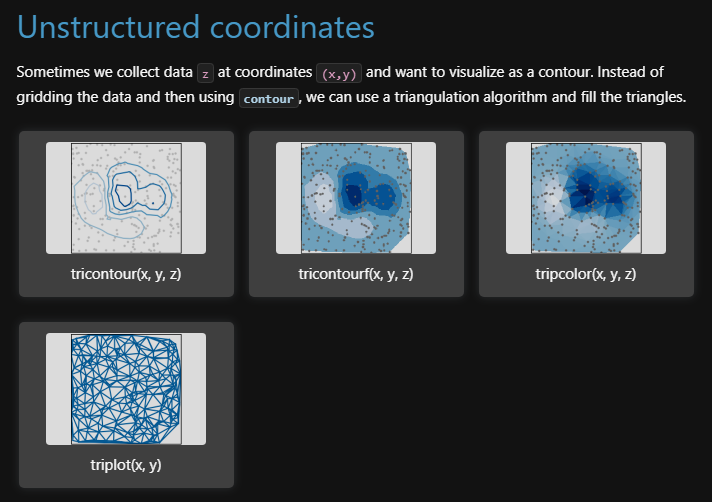 Unstructured coordinates
Sometimes we collect data z at coordinates (x,y) and want to visualize as a contour. Instead of
gridding the data and then using contour, we can use a triangulation algorithm and fill the triangles.
tricontour(x, y, z)
tricontourf(x, y, z)
tripcolor(x, y, z)
triplot(x, y)